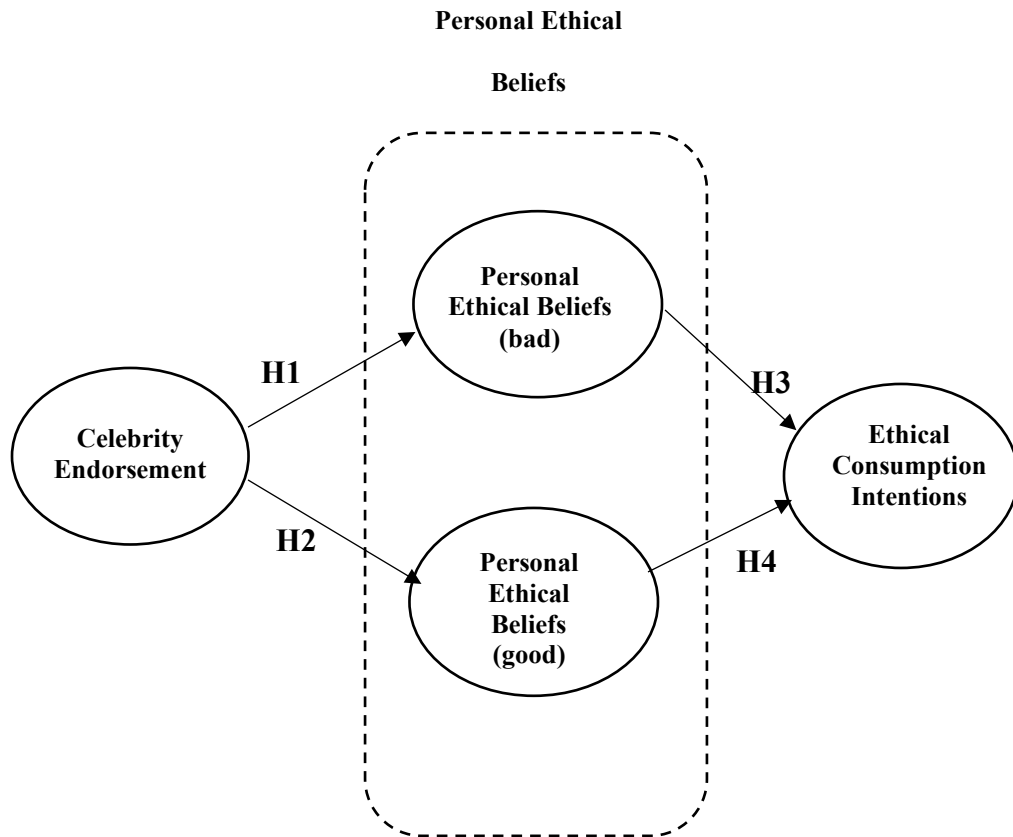 Personal Ethical
Beliefs
Personal
Ethical Beliefs
(bad)
H1
H3
Celebrity
Endorsement
Ethical
Consumption
Intentions
H2
H4
Personal
Ethical
Beliefs
(good)